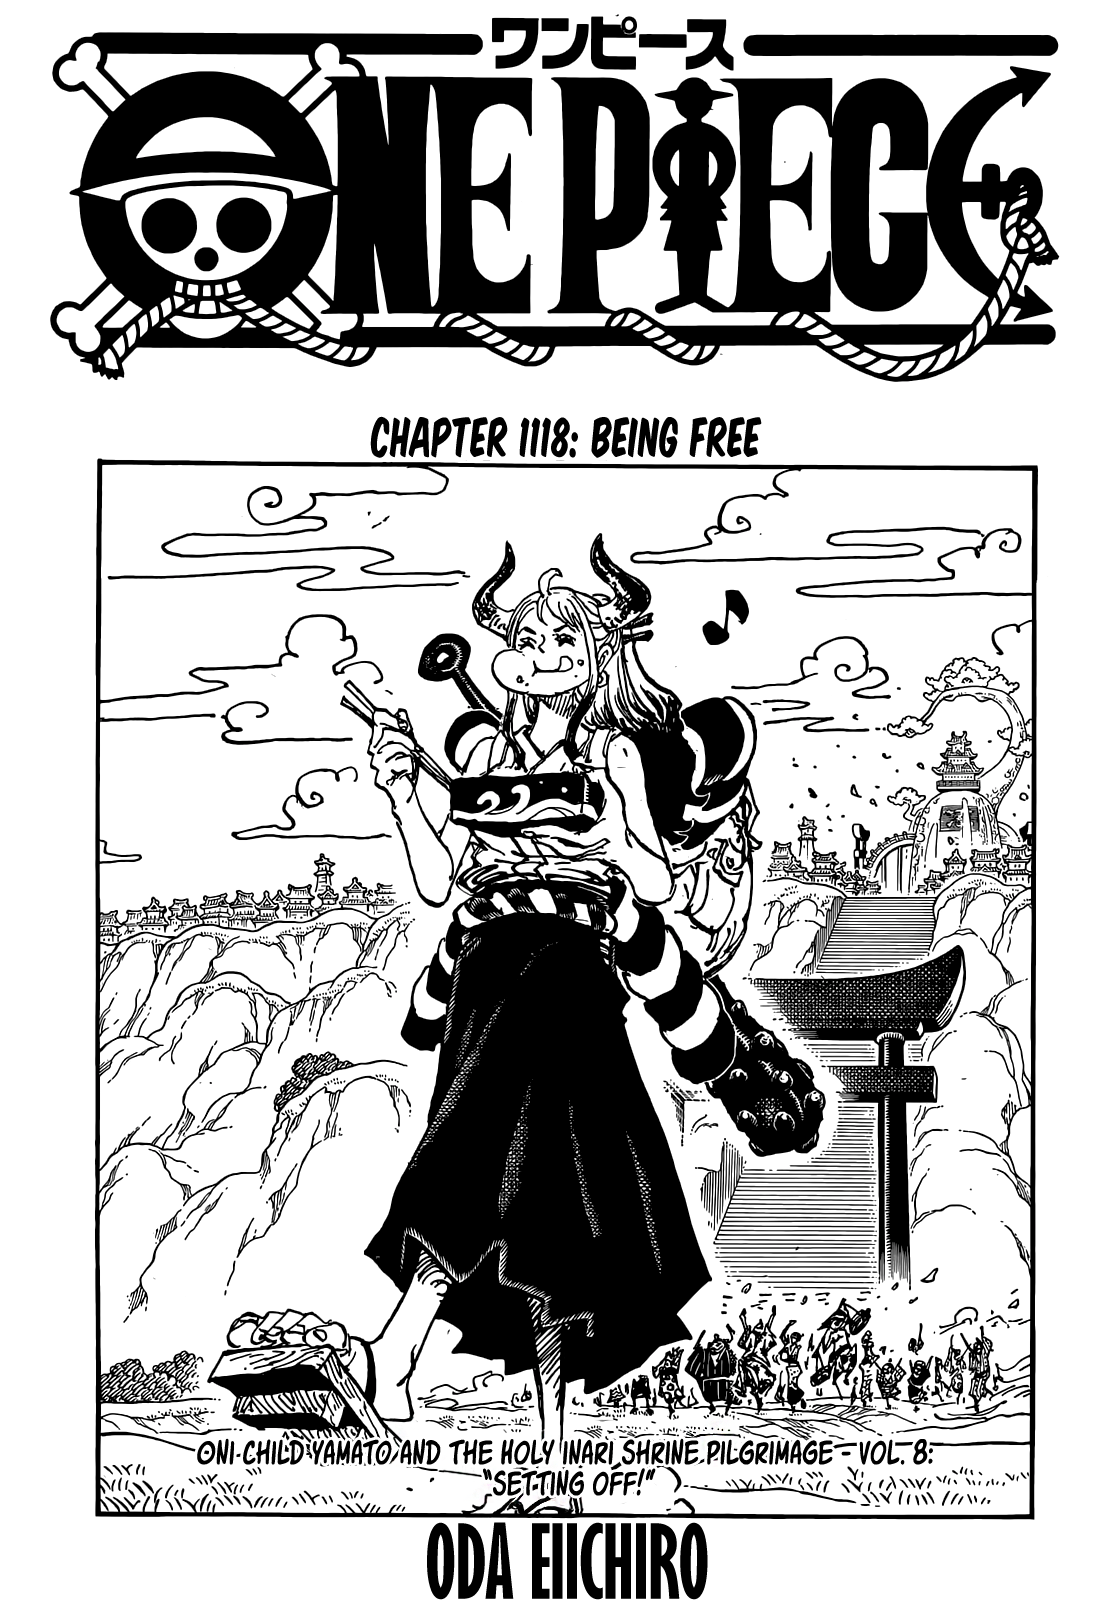 ワンピース
ONE PIECE
CHAPTER 1118: BEING FREE
ONI CHILD YAMATO AND THE HOLY INARI SHRINE PILGRIMAGE - VOL. 8:
"SETTING OFF!"
ODA EIICHIRO